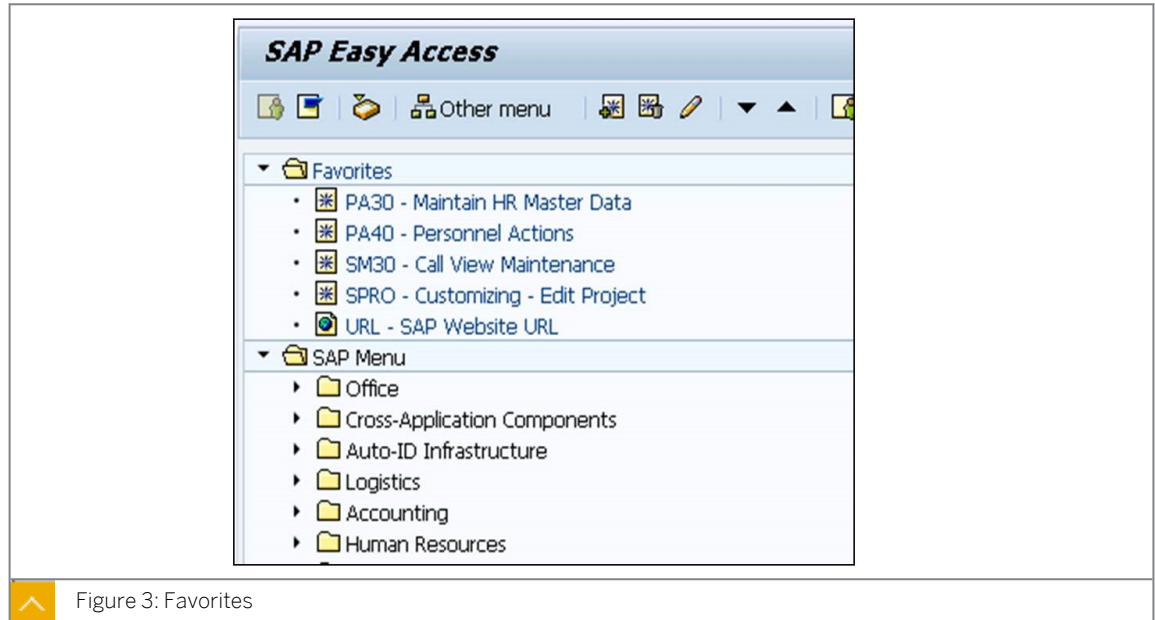 SAP Easy Access
Other menu
Favorites
PA30 - Maintain HR Master Data
PA40 - Personnel Actions
SM30 - Call View Maintenance
SPRO - Customizing - Edit Project
URL - SAP Website URL
SAP Menu
Office
Cross-Application Components
Auto-ID Infrastructure
Logistics
Accounting
Human Resources
Figure 3: Favorites